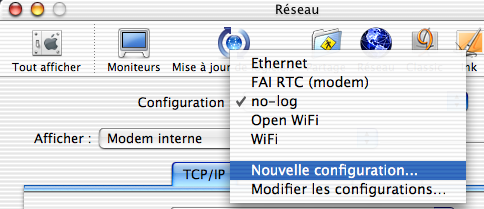 Réseau
Tout afficher
Moniteurs
Mise à jour
Classic
Configuration
Ethernet
FAI RTC (modem)
✓ no-log
Open WiFi
WiFi
Nouvelle configuration...
Modifier les configurations...
Afficher : Modem interne
TCP/IP